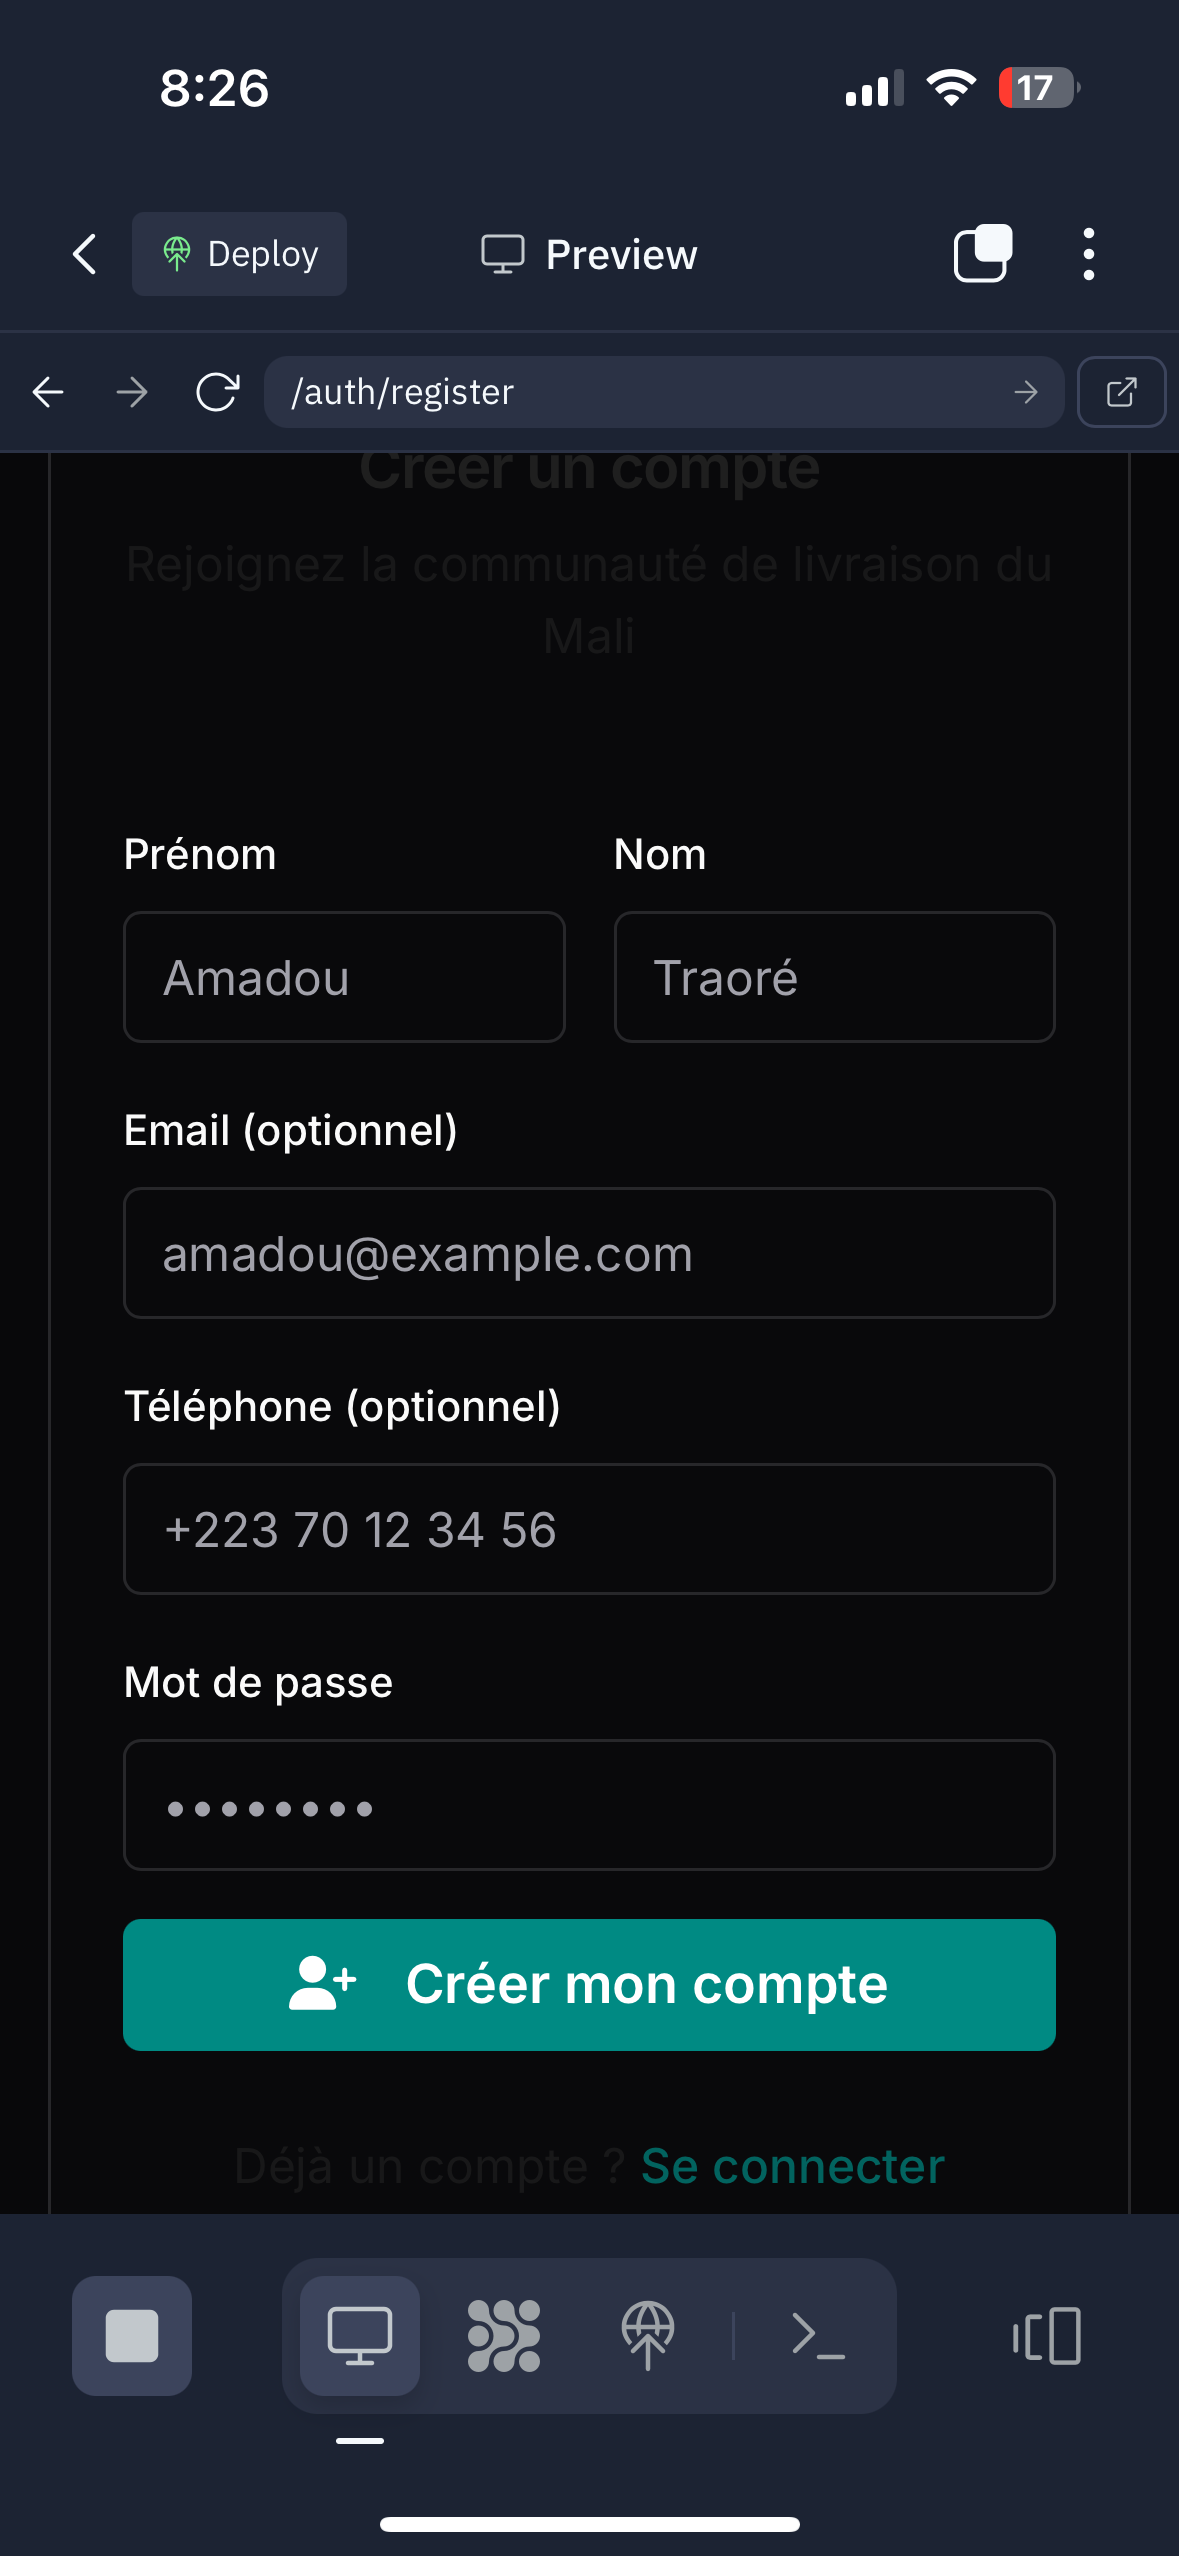 8:26
17
Deploy
Preview
/auth/register
Créer un compte
Rejoignez la communauté de livraison du
Mali
Prénom
Nom
Amadou
Traoré
Email (optionnel)
amadou@example.com
Téléphone (optionnel)
+223 70 12 34 56
Mot de passe
••••••••
Créer mon compte
Déjà un compte ? Se connecter